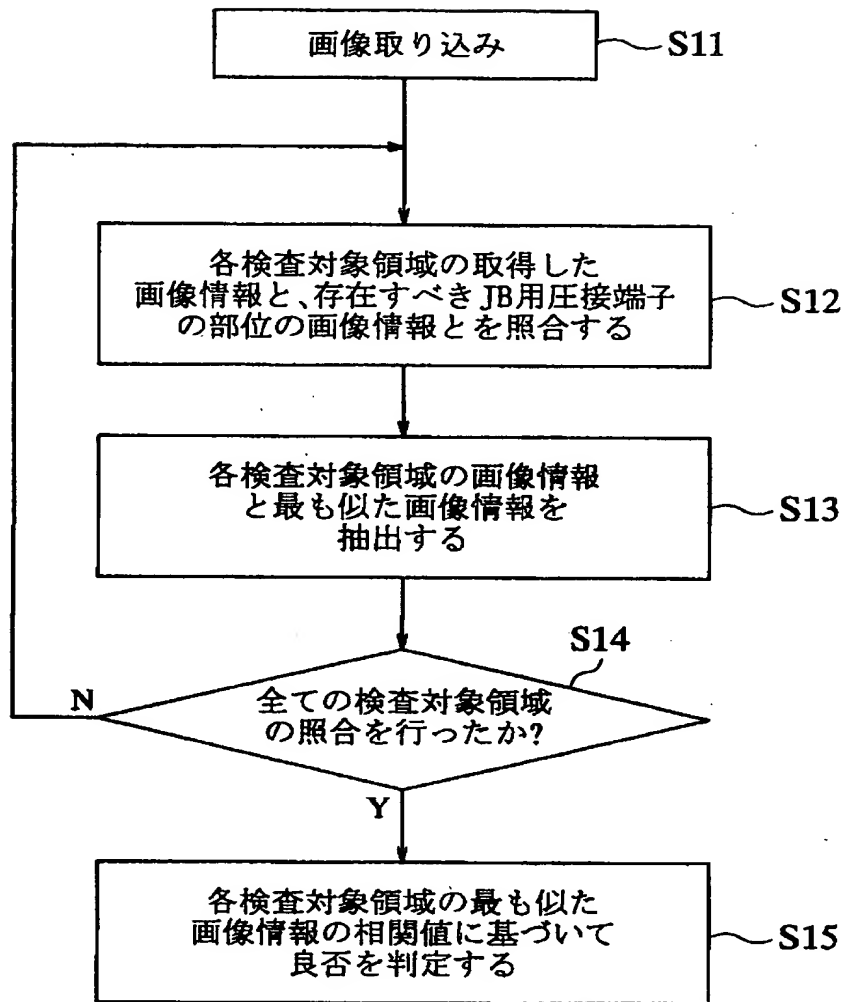 画像取り込み
S11
各検査対象領域の取得した
画像情報と、存在すべきJB用圧接端子
の部位の画像情報とを照合する
S12
各検査対象領域の画像情報
と最も似た画像情報を
抽出する
S13
S14
全ての検査対象領域
の照合を行ったか?
N
Y
各検査対象領域の最も似た
画像情報の相関値に基づいて
良否を判定する
S15